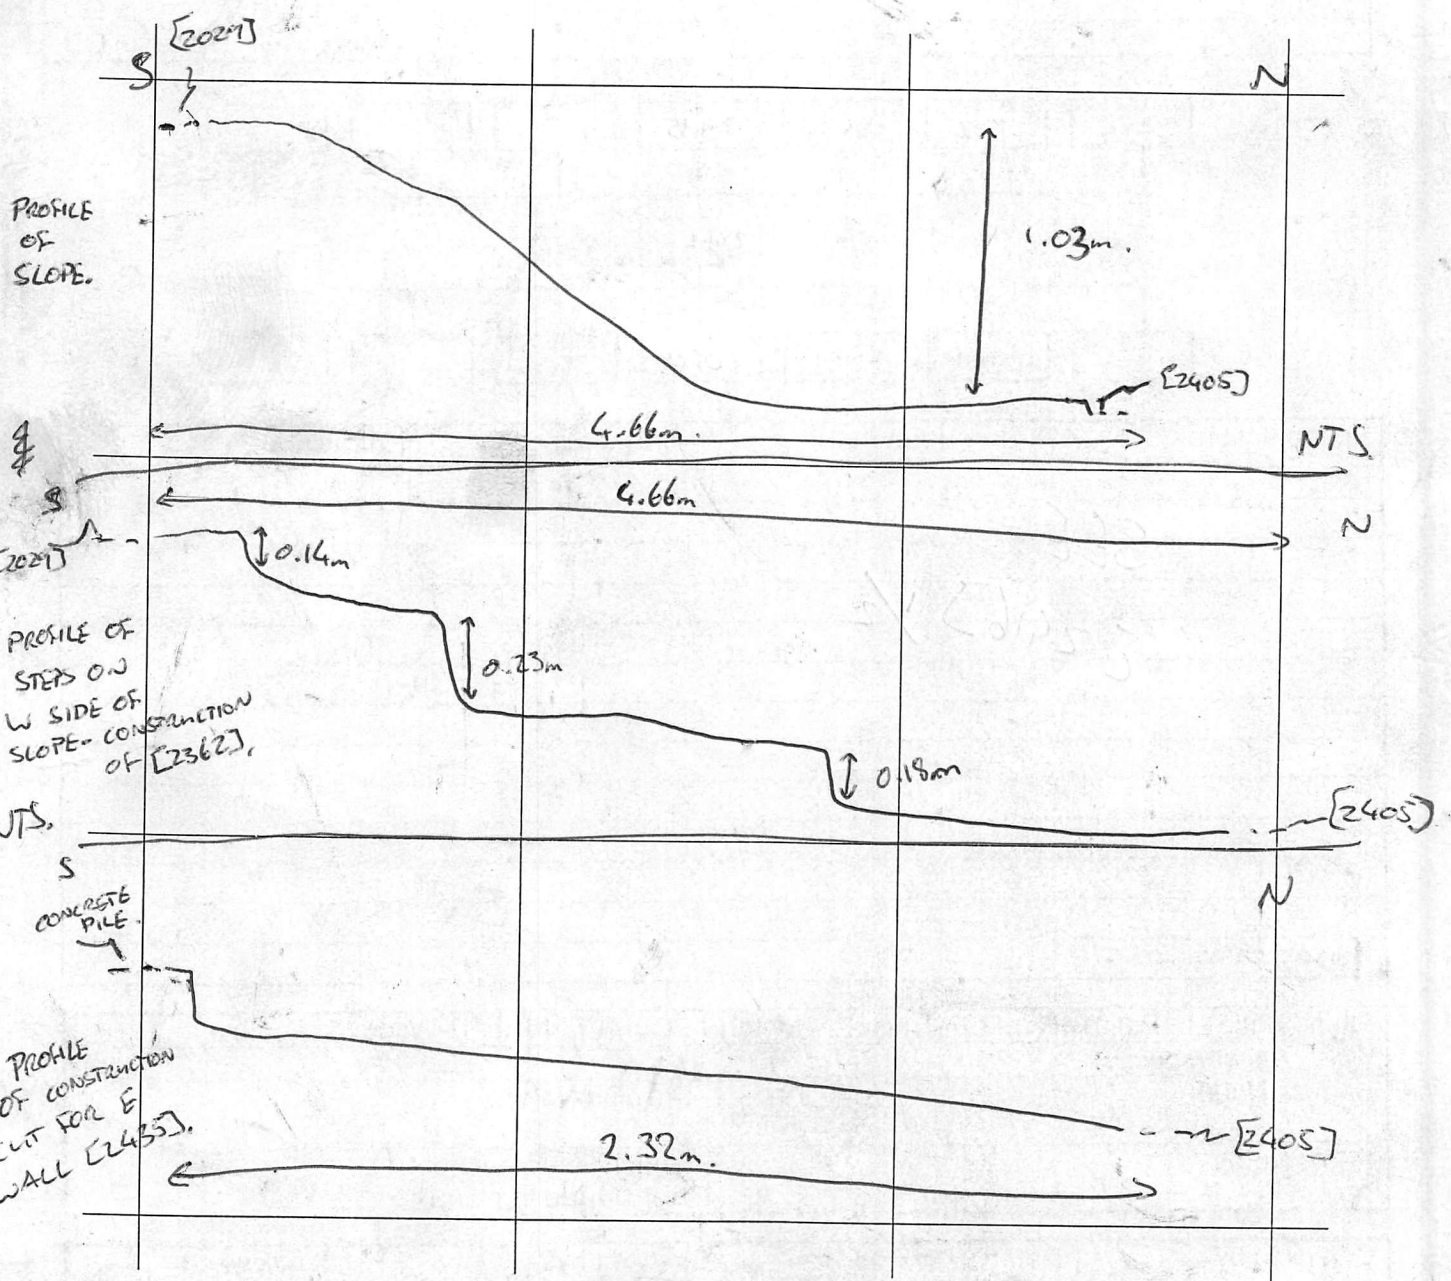 [2029]
S
N
PROFILE
OF
SLOPE.
1.03m.
[2405]
4.66m.
NTS.
S
4.66m
N
[2029]
0.14m
PROFILE OF
STEPS ON
W SIDE OF
SLOPE - CONSTRUCTION
OF [2362].
0.23m
0.18m
NTS.
[2405]
S
N
CONCRETE
PILE.
PROFILE
OF CONSTRUCTION
CUT FOR E
WALL [2435].
[2405]
2.32m.